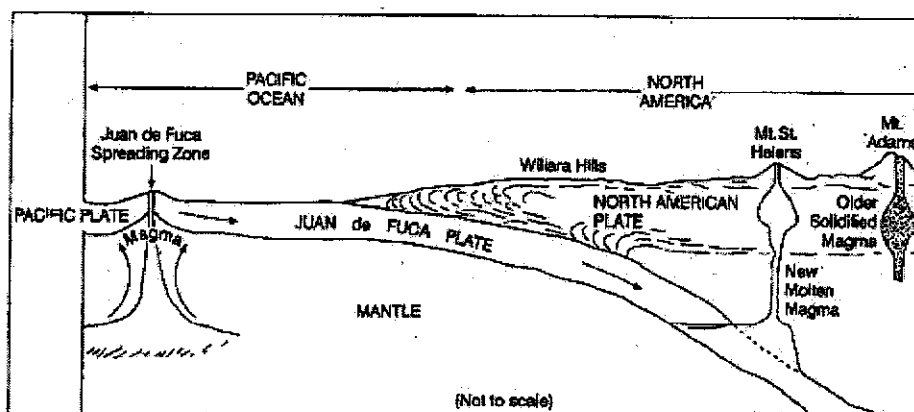 PACIFIC
OCEAN
NORTH
AMERICA
Juan de Fuca
Spreading Zone
Willara Hills
Mt. St.
Helens
Mt.
Adams
PACIFIC PLATE
Magma
JUAN de FUCA PLATE
NORTH AMERICAN
PLATE
Older
Solidified
Magma
New
Molten
Magma
MANTLE
(Not to scale)